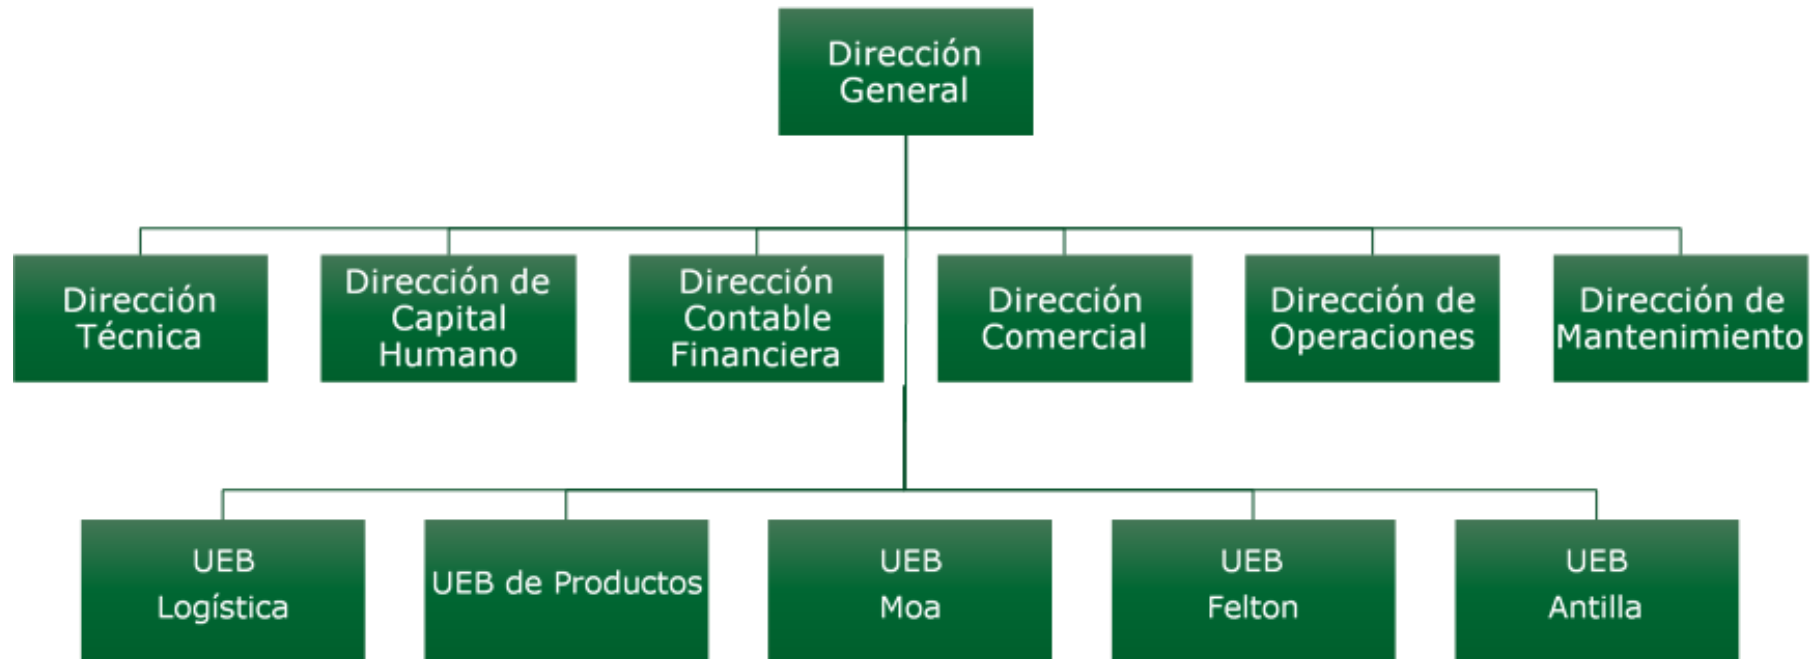 Dirección
General
Dirección
Técnica
Dirección de
Capital
Humano
Dirección
Contable
Financiera
Dirección
Comercial
Dirección de
Operaciones
Dirección de
Mantenimiento
UEB
Logística
UEB de Productos
UEB
Moa
UEB
Felton
UEB
Antilla